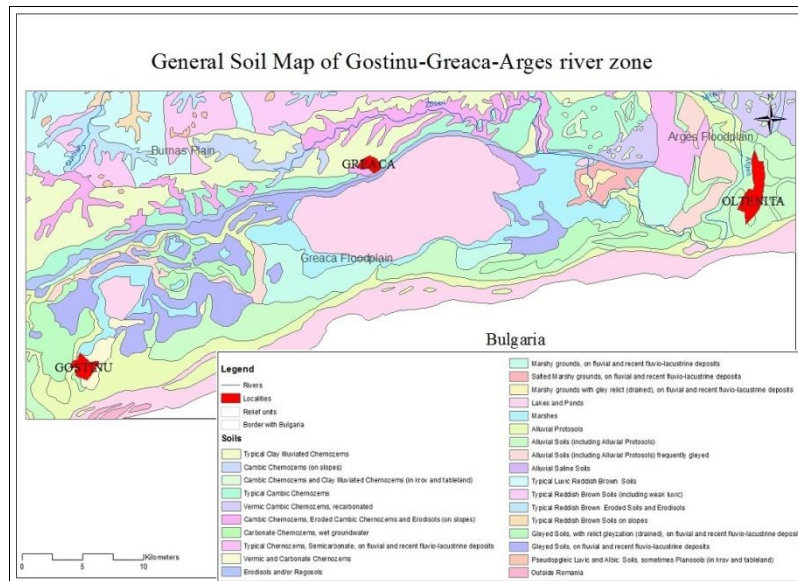 General Soil Map of Gostinu-Greaca-Arges river zone
Burnas Plain
GREACA
Arges Floodplain
Arges
N
OLTENITA
Greaca Floodplain
GOSTINU
Bulgaria
Legend
Rivers
Localities
Relief units
Border with Bulgaria
Soils
Typical Clay Illuviated Chernozems
Cambic Chernozems (on slopes)
Cambic Chernozems and Clay Illuviated Chernozems (in krov and tableland)
Typical Cambic Chernozems
Vermic Cambic Chernozems, recarbonated
Cambic Chernozems, Eroded Cambic Chernozems and Erodisols (on slopes)
Carbonate Chernozems, wet groundwater
Typical Chernozems, Semicarbonate, on fluvial and recent fluvio-lacustrine deposits
Vermic and Carbonate Chernozems
Erodisols and/or Regosols
Marshy grounds, on fluvial and recent fluvio-lacustrine deposits
Salted Marshy grounds, on fluvial and recent fluvio-lacustrine deposits
Marshy grounds with gley relict (drained), on fluvial and recent fluvio-lacustrine deposits
Lakes and Ponds
Marshes
Alluvial Protosols
Alluvial Soils (including Alluvial Protosols)
Alluvial Soils (including Alluvial Protosols) frequently gleyed
Alluvial Saline Soils
Typical Luvic Reddish Brown Soils
Typical Reddish Brown Soils (including weak luvic)
Typical Reddish Brown Eroded Soils and Erodisols
Typical Reddish Brown Soils on slopes
Gleyed Soils, with relict gleyzation (drained), on fluvial and recent fluvio-lacustrine deposi
Gleyed Soils, on fluvial and recent fluvio-lacustrine deposits
Pseudogleic Luvic and Albic Soils, sometimes Planosols (in krov and tableland)
Outside Romania
0 5 10 Kilometers